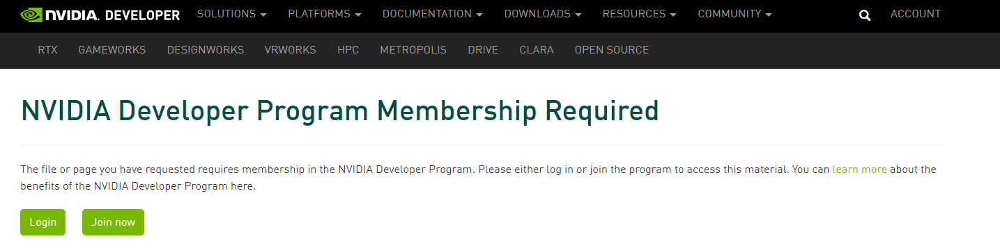 NVIDIA. DEVELOPER SOLUTIONS PLATFORMS DOCUMENTATION DOWNLOADS RESOURCES COMMUNITY ACCOUNT
RTX GAMEWORKS DESIGNWORKS VRWORKS HPC METROPOLIS DRIVE CLARA OPEN SOURCE
NVIDIA Developer Program Membership Required
The file or page you have requested requires membership in the NVIDIA Developer Program. Please either log in or join the program to access this material. You can learn more about the
benefits of the NVIDIA Developer Program here.
Login Join now